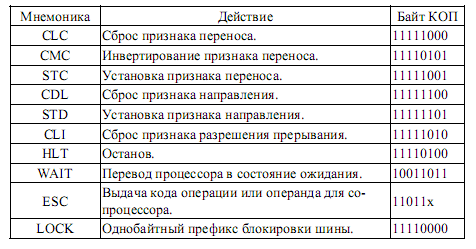 Мнемоника Действие Байт КОП
CLC Сброс признака переноса. 11111000
CMC Инвертирование признака переноса. 11110101
STC Установка признака переноса. 11111001
CDL Сброс признака направления. 11111100
STD Установка признака направления. 11111101
CLI Сброс признака разрешения прерывания. 11111010
HLT Останов. 11110100
WAIT Перевод процессора в состояние ожидания. 10011011
ESC Выдача кода операции или операнда для со-
процессора. 11011x
LOCK Однобайтный префикс блокировки шины. 11110000